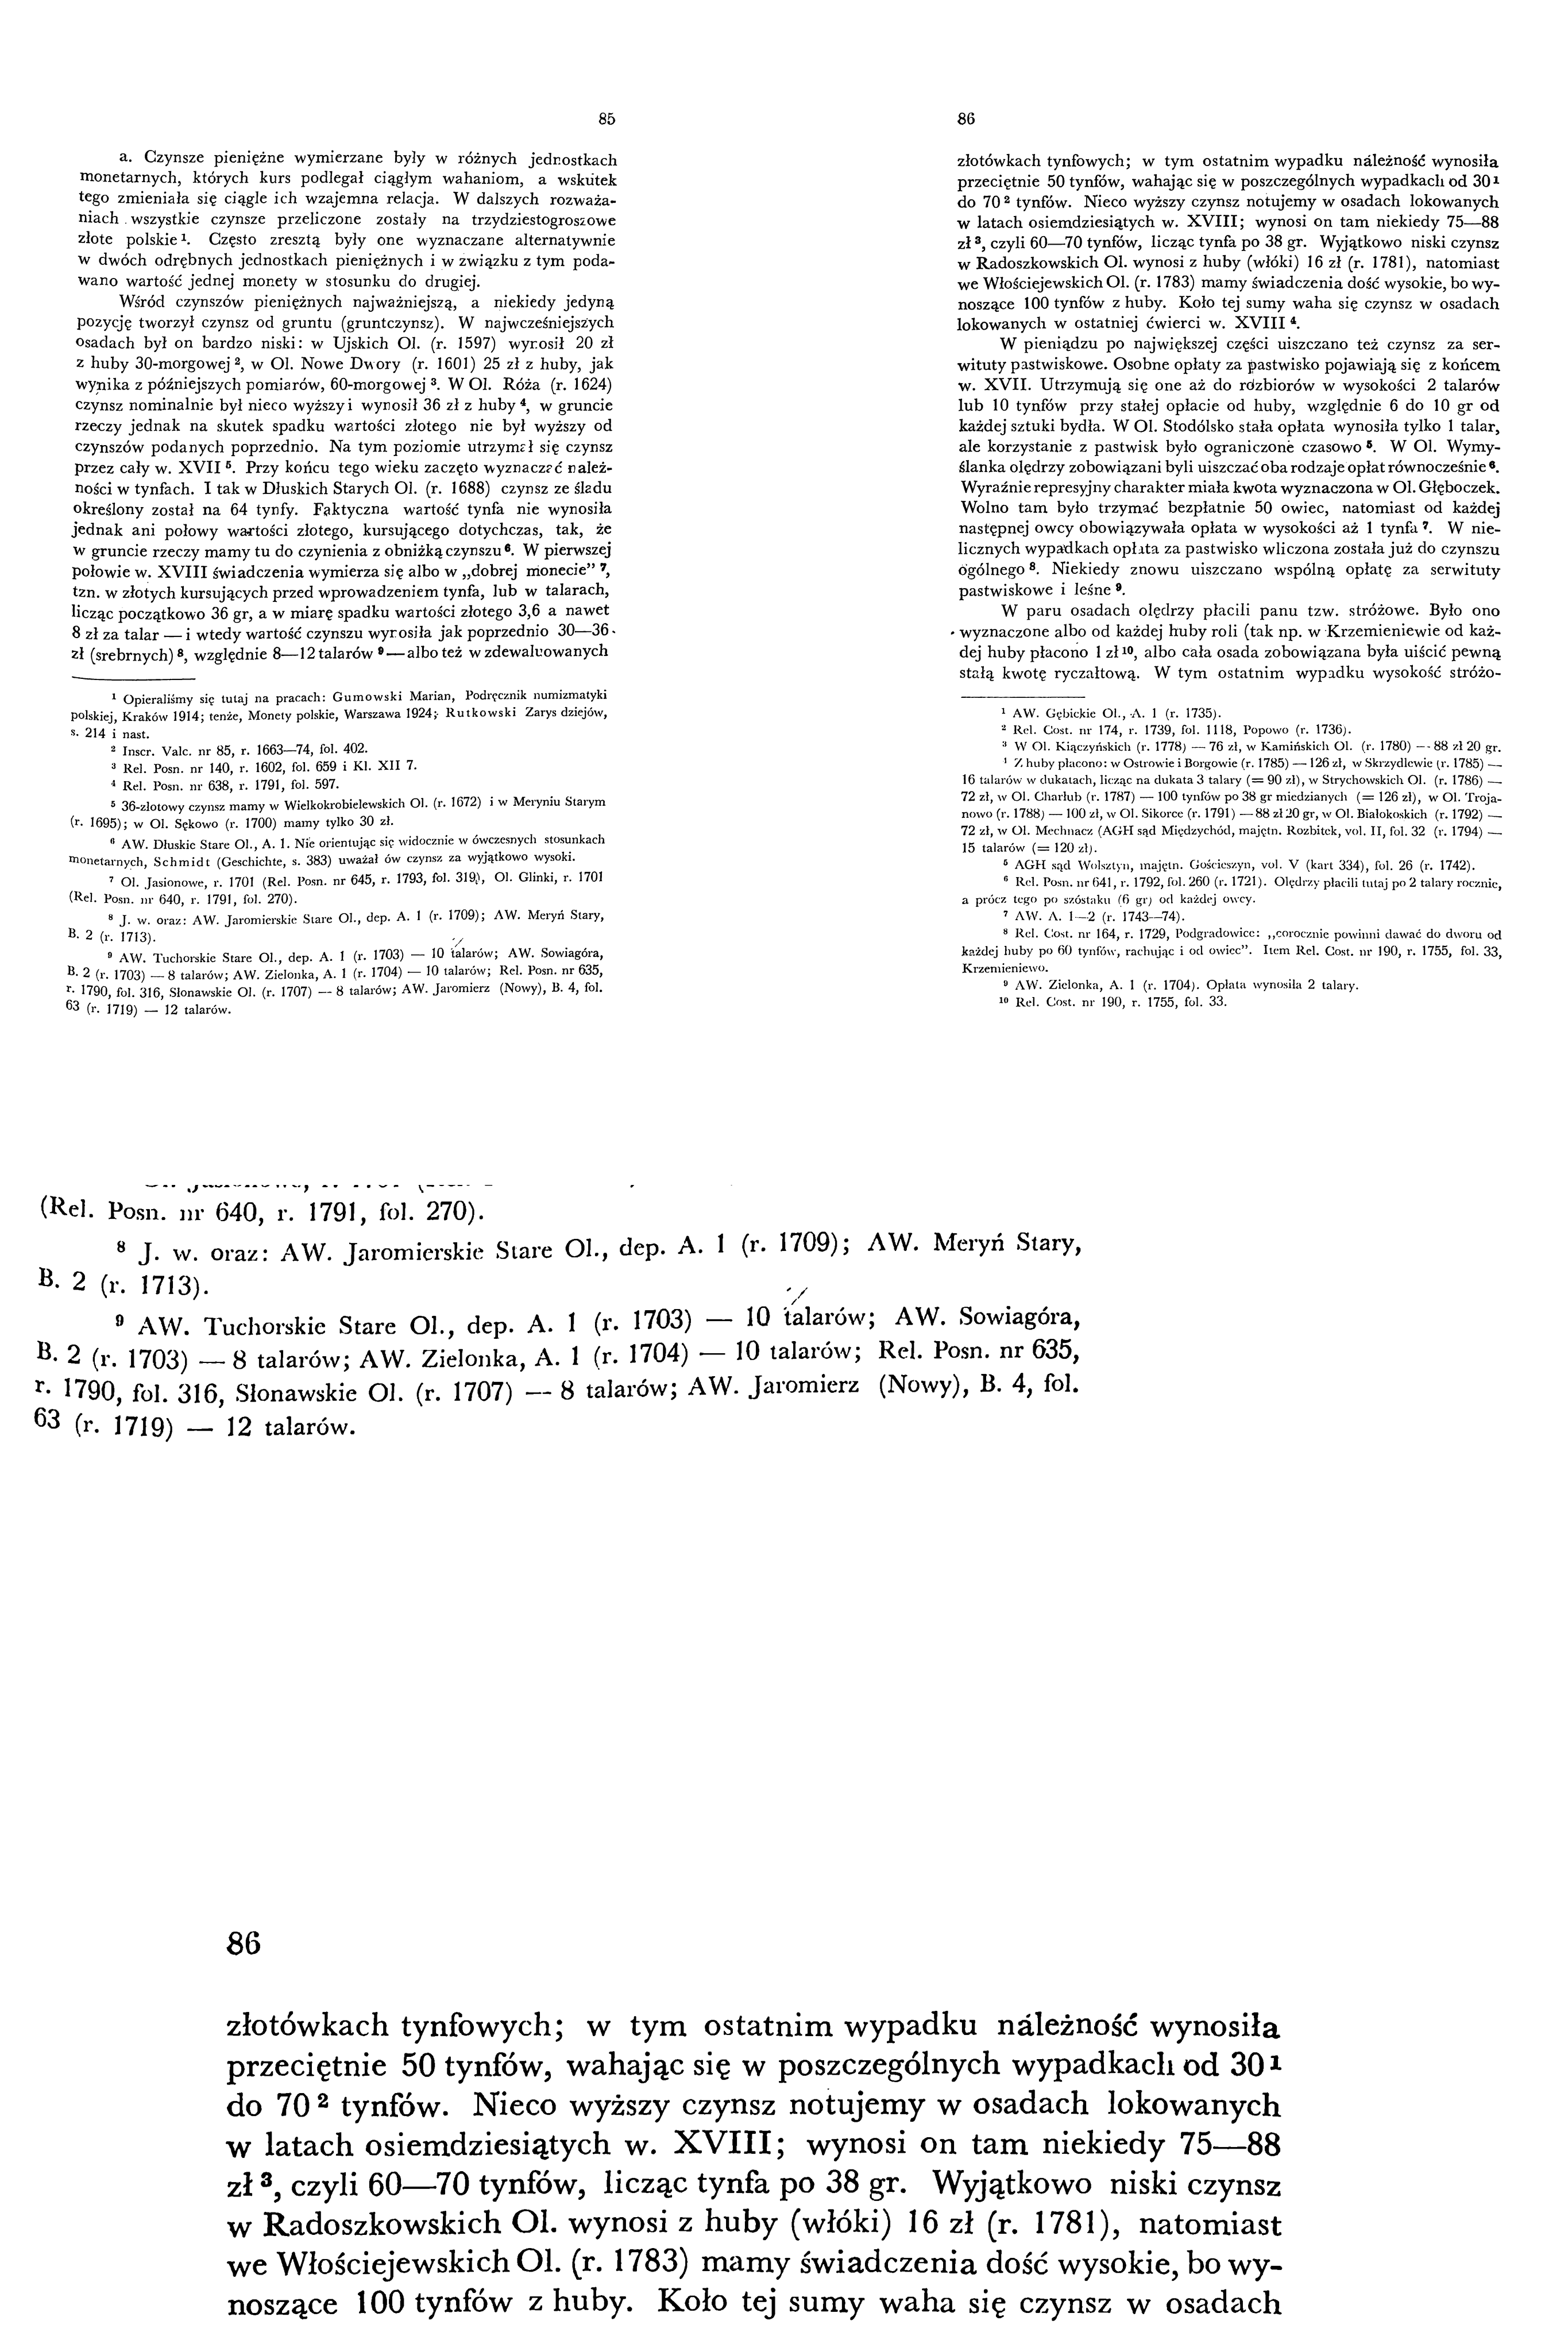 85
a. Czynsze pieniężne wymierzane były w różnych jednostkach
monetarnych, których kurs podlegał ciągłym wahaniom, a wskutek
tego zmieniała się ciągle ich wzajemna relacja. W dalszych rozważa-
niach wszystkie czynsze przeliczone zostały na trzydziestogroszowe
złote polskie ¹. Często zresztą były one wyznaczane alternatywnie
w dwóch odrębnych jednostkach pieniężnych i w związku z tym poda-
wano wartość jednej monety w stosunku do drugiej.
Wśród czynszów pieniężnych najważniejszą, a niekiedy jedyną
pozycję tworzył czynsz od gruntu (gruntczynsz). W najwcześniejszych
osadach był on bardzo niski: w Ujskich Ol. (r. 1597) wynosił 20 zł
z huby 30-morgowej ², w Ol. Nowe Dwory (r. 1601) 25 zł z huby, jak
wynika z późniejszych pomiarów, 60-morgowej ³. W Ol. Róża (r. 1624)
czynsz nominalnie był nieco wyższy i wynosił 36 zł z huby ⁴, w gruncie
rzeczy jednak na skutek spadku wartości złotego nie był wyższy od
czynszów podanych poprzednio. Na tym poziomie utrzymał się czynsz
przez cały w. XVII ⁵. Przy końcu tego wieku zaczęto wyznaczać należ-
ności w tynfach. I tak w Dłuskich Starych Ol. (r. 1688) czynsz ze śladu
określony został na 64 tynfy. Faktyczna wartość tynfa nie wynosiła
jednak ani połowy wartości złotego, kursującego dotychczas, tak, że
w gruncie rzeczy mamy tu do czynienia z obniżką czynszu ⁶. W pierwszej
połowie w. XVIII świadczenia wymierza się albo w „dobrej monecie” ⁷,
tzn. w złotych kursujących przed wprowadzeniem tynfa, lub w talarach,
licząc początkowo 36 gr, a w miarę spadku wartości złotego 3,6 a nawet
8 zł za talar — i wtedy wartość czynszu wynosiła jak poprzednio 30—36
zł (srebrnych) ⁸, względnie 8—12 talarów ⁹ — albo też w zdewaluowanych
¹ Opieraliśmy się tutaj na pracach: Gumowski Marian, Podręcznik numizmatyki
polskiej, Kraków 1914; tenże, Monety polskie, Warszawa 1924; Rutkowski Zarys dziejów,
s. 214 i nast.
² Inscr. Valc. nr 85, r. 1663—74, fol. 402.
³ Rel. Posn. nr 140, r. 1602, fol. 659 i Kl. XII 7.
⁴ Rel. Posn. nr 638, r. 1791, fol. 597.
⁵ 36-złotowy czynsz mamy w Wielkokrobielewskich Ol. (r. 1672) i w Meryniu Starym
(r. 1695); w Ol. Sękowo (r. 1700) mamy tylko 30 zł.
⁶ AW. Dłuskie Stare Ol., A. 1. Nie orientując się widocznie w ówczesnych stosunkach
monetarnych, Schmidt (Geschichte, s. 383) uważał ów czynsz za wyjątkowo wysoki.
⁷ Ol. Jasionowe, r. 1701 (Rel. Posn. nr 645, r. 1793, fol. 319), Ol. Glinki, r. 1701
(Rel. Posn. nr 640, r. 1791, fol. 270).
⁸ J. w. oraz: AW. Jaromierskie Stare Ol., dep. A. 1 (r. 1709); AW. Meryń Stary,
B. 2 (r. 1713).
⁹ AW. Tuchorskie Stare Ol., dep. A. 1 (r. 1703) — 10 talarów; AW. Sowiagóra,
B. 2 (r. 1703) — 8 talarów; AW. Zielonka, A. 1 (r. 1704) — 10 talarów; Rel. Posn. nr 635,
r. 1790, fol. 316, Słonawskie Ol. (r. 1707) — 8 talarów; AW. Jaromierz (Nowy), B. 4, fol.
63 (r. 1719) — 12 talarów.
86
złotówkach tynfowych; w tym ostatnim wypadku należność wynosiła
przeciętnie 50 tynfów, wahając się w poszczególnych wypadkach od 30 ¹
do 70 ² tynfów. Nieco wyższy czynsz notujemy w osadach lokowanych
w latach osiemdziesiątych w. XVIII; wynosi on tam niekiedy 75—88
zł ³, czyli 60—70 tynfów, licząc tynfa po 38 gr. Wyjątkowo niski czynsz
w Radoszkowskich Ol. wynosi z huby (włóki) 16 zł (r. 1781), natomiast
we Włościejewskich Ol. (r. 1783) mamy świadczenia dość wysokie, bo wy-
noszące 100 tynfów z huby. Koło tej sumy waha się czynsz w osadach
lokowanych w ostatniej ćwierci w. XVIII ⁴.
W pieniądzu po największej części uiszczano też czynsz za ser-
wituty pastwiskowe. Osobne opłaty za pastwisko pojawiają się z końcem
w. XVII. Utrzymują się one aż do rozbiorów w wysokości 2 talarów
lub 10 tynfów przy stałej opłacie od huby, względnie 6 do 10 gr od
każdej sztuki bydła. W Ol. Stodólsko stała opłata wynosiła tylko 1 talar,
ale korzystanie z pastwisk było ograniczone czasowo ⁵. W Ol. Wymy-
ślanka olędrzy zobowiązani byli uiszczać oba rodzaje opłat równocześnie ⁶.
Wyraźnie represyjny charakter miała kwota wyznaczona w Ol. Głęboczek.
Wolno tam było trzymać bezpłatnie 50 owiec, natomiast od każdej
następnej owcy obowiązywała opłata w wysokości aż 1 tynfa ⁷. W nie-
licznych wypadkach opłata za pastwisko wliczona została już do czynszu
ogólnego ⁸. Niekiedy znowu uiszczano wspólną opłatę za serwituty
pastwiskowe i leśne ⁹.
W paru osadach olędrzy płacili panu tzw. stróżowe. Było ono
wyznaczone albo od każdej huby roli (tak np. w Krzemieniewie od każ-
dej huby płacono 1 zł ¹⁰, albo cała osada zobowiązana była uiścić pewną
stałą kwotę ryczałtową. W tym ostatnim wypadku wysokość stróżo-
¹ AW. Gębickie Ol., A. 1 (r. 1735).
² Rel. Cost. nr 174, r. 1739, fol. 1118, Popowo (r. 1736).
³ W Ol. Kiączyńskich (r. 1778) — 76 zł, w Kamińskich Ol. (r. 1780) — 88 zł 20 gr.
⁴ Z huby płacono: w Ostrowie i Borgowie (r. 1785) — 126 zł, w Skrzydlewie (r. 1785) —
16 talarów w dukatach, licząc na dukata 3 talary (= 90 zł), w Strychowskich Ol. (r. 1786) —
72 zł, w Ol. Charłub (r. 1787) — 100 tynfów po 38 gr miedzianych (= 126 zł), w Ol. Troja-
nowo (r. 1788) — 100 zł, w Ol. Sikorce (r. 1791) — 88 zł 20 gr, w Ol. Białokoskich (r. 1792) —
72 zł, w Ol. Mechnacz (AGH sąd Międzychód, majętn. Rozbitek, vol. II, fol. 32 (r. 1794) —
15 talarów (= 120 zł).
⁵ AGH sąd Wolsztyn, majętn. Gościeszyn, vol. V (kart 334), fol. 26 (r. 1742).
⁶ Rel. Posn. nr 641, r. 1792, fol. 260 (r. 1721). Olędrzy płacili tutaj po 2 talary rocznie,
a prócz tego po szóstaku (6 gr) od każdej owcy.
⁷ AW. A. 1—2 (r. 1743—74).
⁸ Rel. Cost. nr 164, r. 1729, Podgradowice: „corocznie powinni dawać do dworu od
każdej huby po 60 tynfów, rachując i od owiec”. Item Rel. Cost. nr 190, r. 1755, fol. 33,
Krzemieniewo.
⁹ AW. Zielonka, A. 1 (r. 1704). Opłata wynosiła 2 talary.
¹⁰ Rel. Cost. nr 190, r. 1755, fol. 33.
(Rel. Posn. nr 640, r. 1791, fol. 270).
⁸ J. w. oraz: AW. Jaromierskie Stare Ol., dep. A. 1 (r. 1709); AW. Meryń Stary,
B. 2 (r. 1713).
⁹ AW. Tuchorskie Stare Ol., dep. A. 1 (r. 1703) — 10 talarów; AW. Sowiagóra,
B. 2 (r. 1703) — 8 talarów; AW. Zielonka, A. 1 (r. 1704) — 10 talarów; Rel. Posn. nr 635,
r. 1790, fol. 316, Słonawskie Ol. (r. 1707) — 8 talarów; AW. Jaromierz (Nowy), B. 4, fol.
63 (r. 1719) — 12 talarów.
86
złotówkach tynfowych; w tym ostatnim wypadku należność wynosiła
przeciętnie 50 tynfów, wahając się w poszczególnych wypadkach od 30 ¹
do 70 ² tynfów. Nieco wyższy czynsz notujemy w osadach lokowanych
w latach osiemdziesiątych w. XVIII; wynosi on tam niekiedy 75—88
zł ³, czyli 60—70 tynfów, licząc tynfa po 38 gr. Wyjątkowo niski czynsz
w Radoszkowskich Ol. wynosi z huby (włóki) 16 zł (r. 1781), natomiast
we Włościejewskich Ol. (r. 1783) mamy świadczenia dość wysokie, bo wy-
noszące 100 tynfów z huby. Koło tej sumy waha się czynsz w osadach